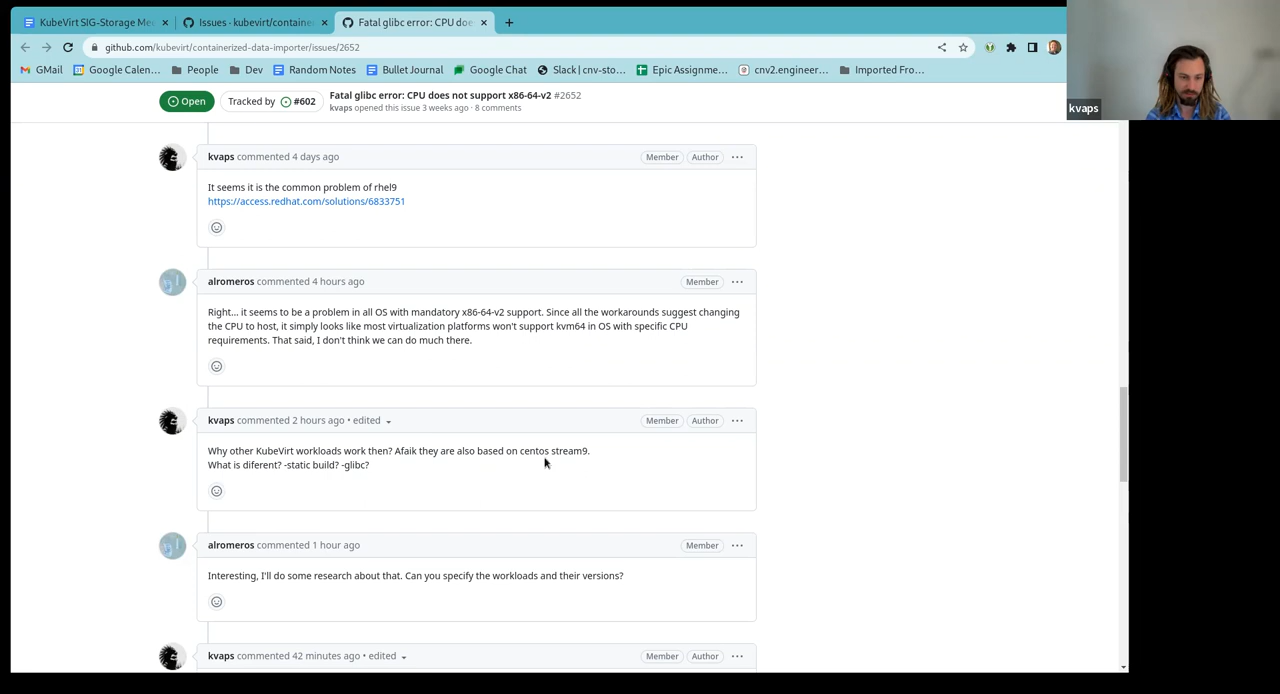 KubeVirt SIG-Storage Me
Issues · kubevirt/containe
Fatal glibc error: CPU doe
github.com/kubevirt/containerized-data-importer/issues/2652
GMail
Google Calen…
People
Dev
Random Notes
Bullet Journal
Google Chat
Slack | cnv-sto…
Epic Assignme…
cnv2.engineer…
Imported Fro…
kvaps
Open
Tracked by #602
Fatal glibc error: CPU does not support x86-64-v2 #2652
kvaps opened this issue 3 weeks ago · 8 comments
kvaps commented 4 days ago
Member
Author
It seems it is the common problem of rhel9
https://access.redhat.com/solutions/6833751
alromeros commented 4 hours ago
Member
Right... it seems to be a problem in all OS with mandatory x86-64-v2 support. Since all the workarounds suggest changing
the CPU to host, it simply looks like most virtualization platforms won't support kvm64 in OS with specific CPU
requirements. That said, I don't think we can do much there.
kvaps commented 2 hours ago • edited
Member
Author
Why other KubeVirt workloads work then? Afaik they are also based on centos stream9.
What is diferent? -static build? -glibc?
alromeros commented 1 hour ago
Member
Interesting, I'll do some research about that. Can you specify the workloads and their versions?
kvaps commented 42 minutes ago • edited
Member
Author